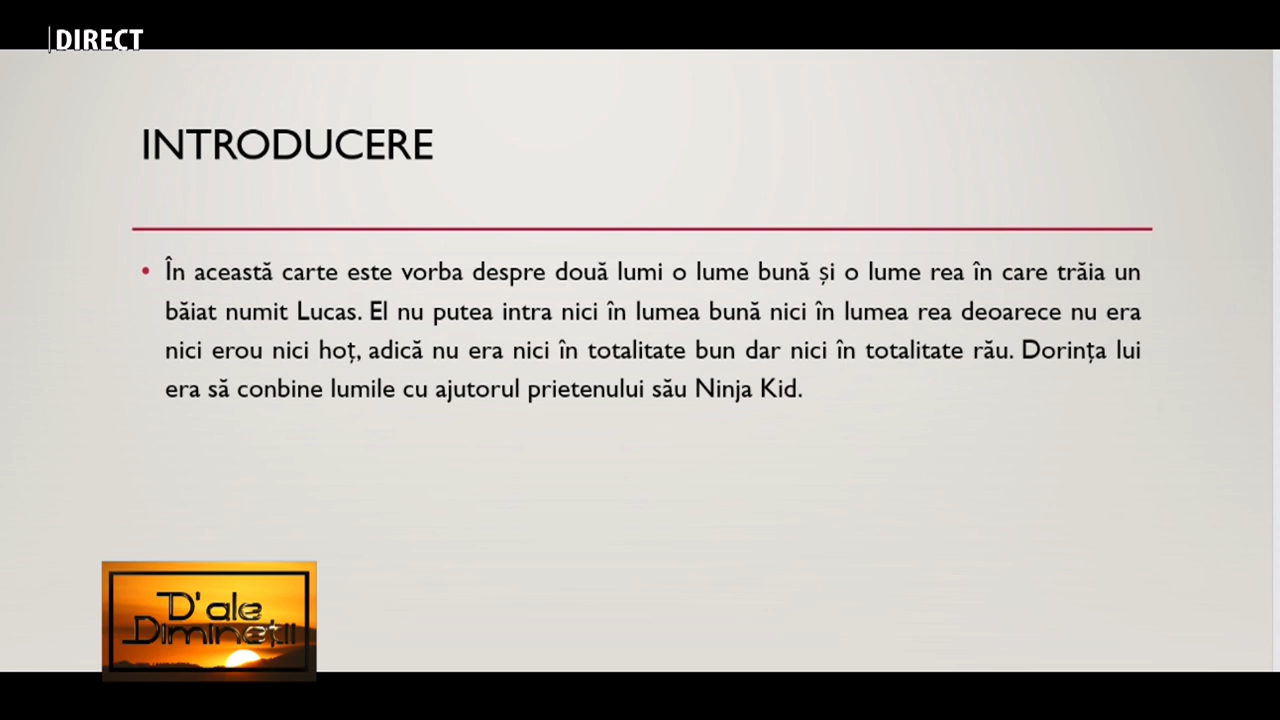 DIRECT
INTRODUCERE
• În această carte este vorba despre două lumi o lume bună și o lume rea în care trăia un
băiat numit Lucas. El nu putea intra nici în lumea bună nici în lumea rea deoarece nu era
nici erou nici hoț, adică nu era nici în totalitate bun dar nici în totalitate rău. Dorința lui
era să conbine lumile cu ajutorul prietenului său Ninja Kid.
D'ale
Dimineții